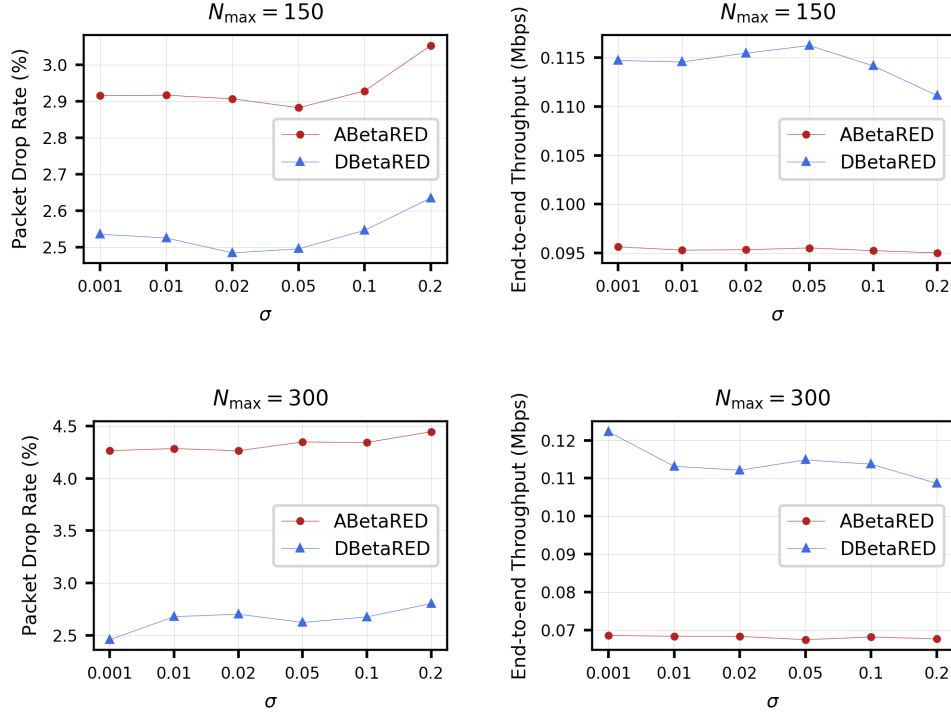 N_max = 150
Packet Drop Rate (%)
3.0
2.9
2.8
2.7
2.6
2.5
ABetaRED
DBetaRED
0.001 0.01 0.02 0.05 0.1 0.2
σ
N_max = 150
End-to-end Throughput (Mbps)
0.115
0.110
0.105
0.100
0.095
ABetaRED
DBetaRED
0.001 0.01 0.02 0.05 0.1 0.2
σ
N_max = 300
Packet Drop Rate (%)
4.5
4.0
3.5
3.0
2.5
ABetaRED
DBetaRED
0.001 0.01 0.02 0.05 0.1 0.2
σ
N_max = 300
End-to-end Throughput (Mbps)
0.12
0.11
0.10
0.09
0.08
0.07
ABetaRED
DBetaRED
0.001 0.01 0.02 0.05 0.1 0.2
σ